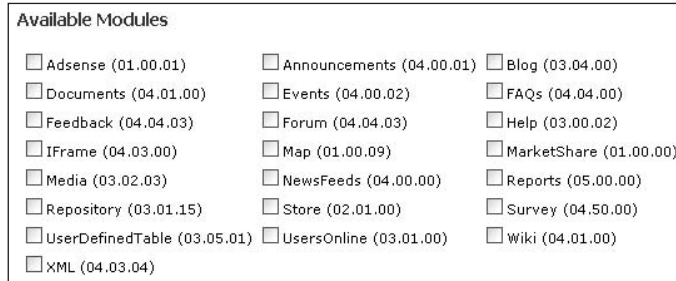 Available Modules
Adsense (01.00.01) Announcements (04.00.01) Blog (03.04.00)
Documents (04.01.00) Events (04.00.02) FAQs (04.04.00)
Feedback (04.04.03) Forum (04.04.03) Help (03.00.02)
IFrame (04.03.00) Map (01.00.09) MarketShare (01.00.00)
Media (03.02.03) NewsFeeds (04.00.00) Reports (05.00.00)
Repository (03.01.15) Store (02.01.00) Survey (04.50.00)
UserDefinedTable (03.05.01) UsersOnline (03.01.00) Wiki (04.01.00)
XML (04.03.04)